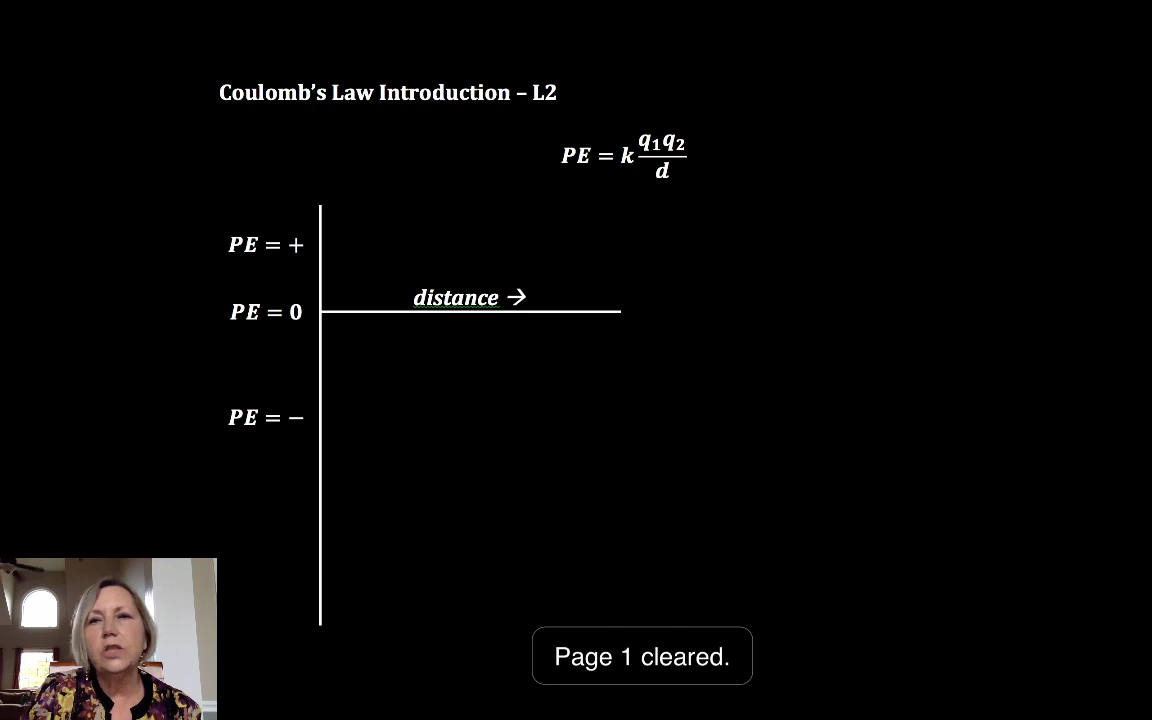 Coulomb's Law Introduction – L2
PE = k q₁q₂/d
PE = +
distance →
PE = 0
PE = −
Page 1 cleared.